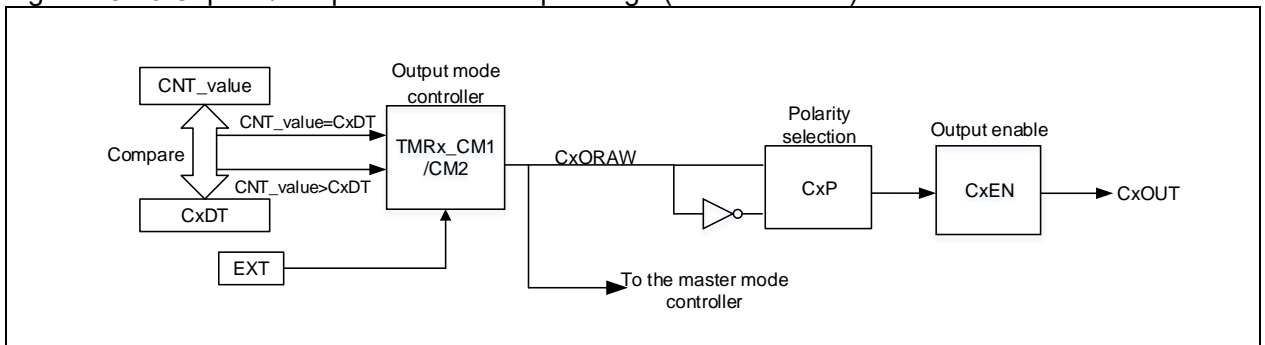 CNT_value
Compare
CxDT
CNT_value=CxDT
CNT_value>CxDT
EXT
Output mode
controller
TMRx_CM1
/CM2
CxORAW
To the master mode
controller
Polarity
selection
CxP
Output enable
CxEN
CxOUT